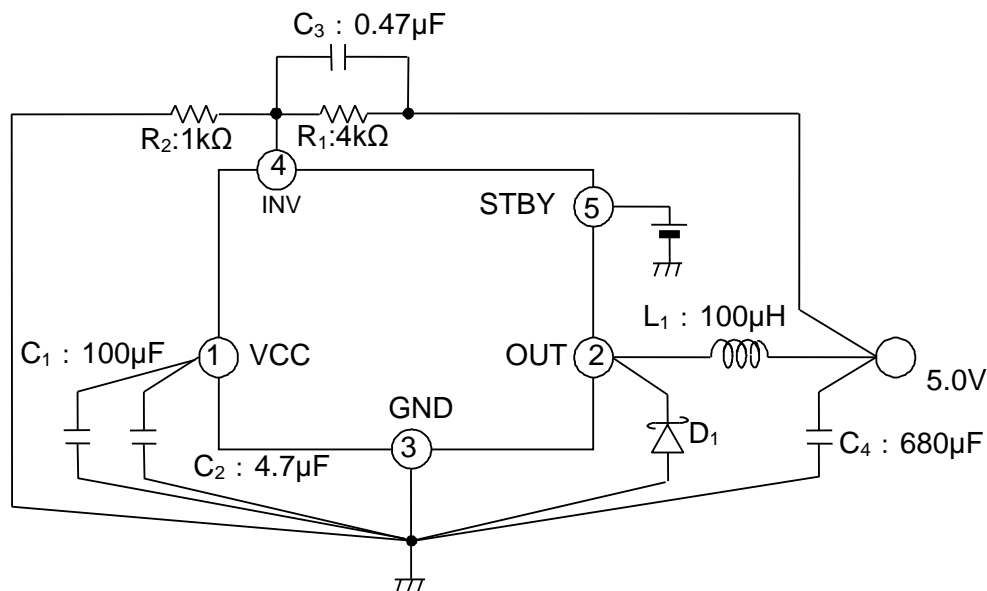 C₃ : 0.47µF
R₂:1kΩ
R₁:4kΩ
4
INV
STBY
5
L₁ : 100µH
C₁ : 100µF
1
VCC
OUT
2
5.0V
GND
3
D₁
C₂ : 4.7µF
C₄ : 680µF